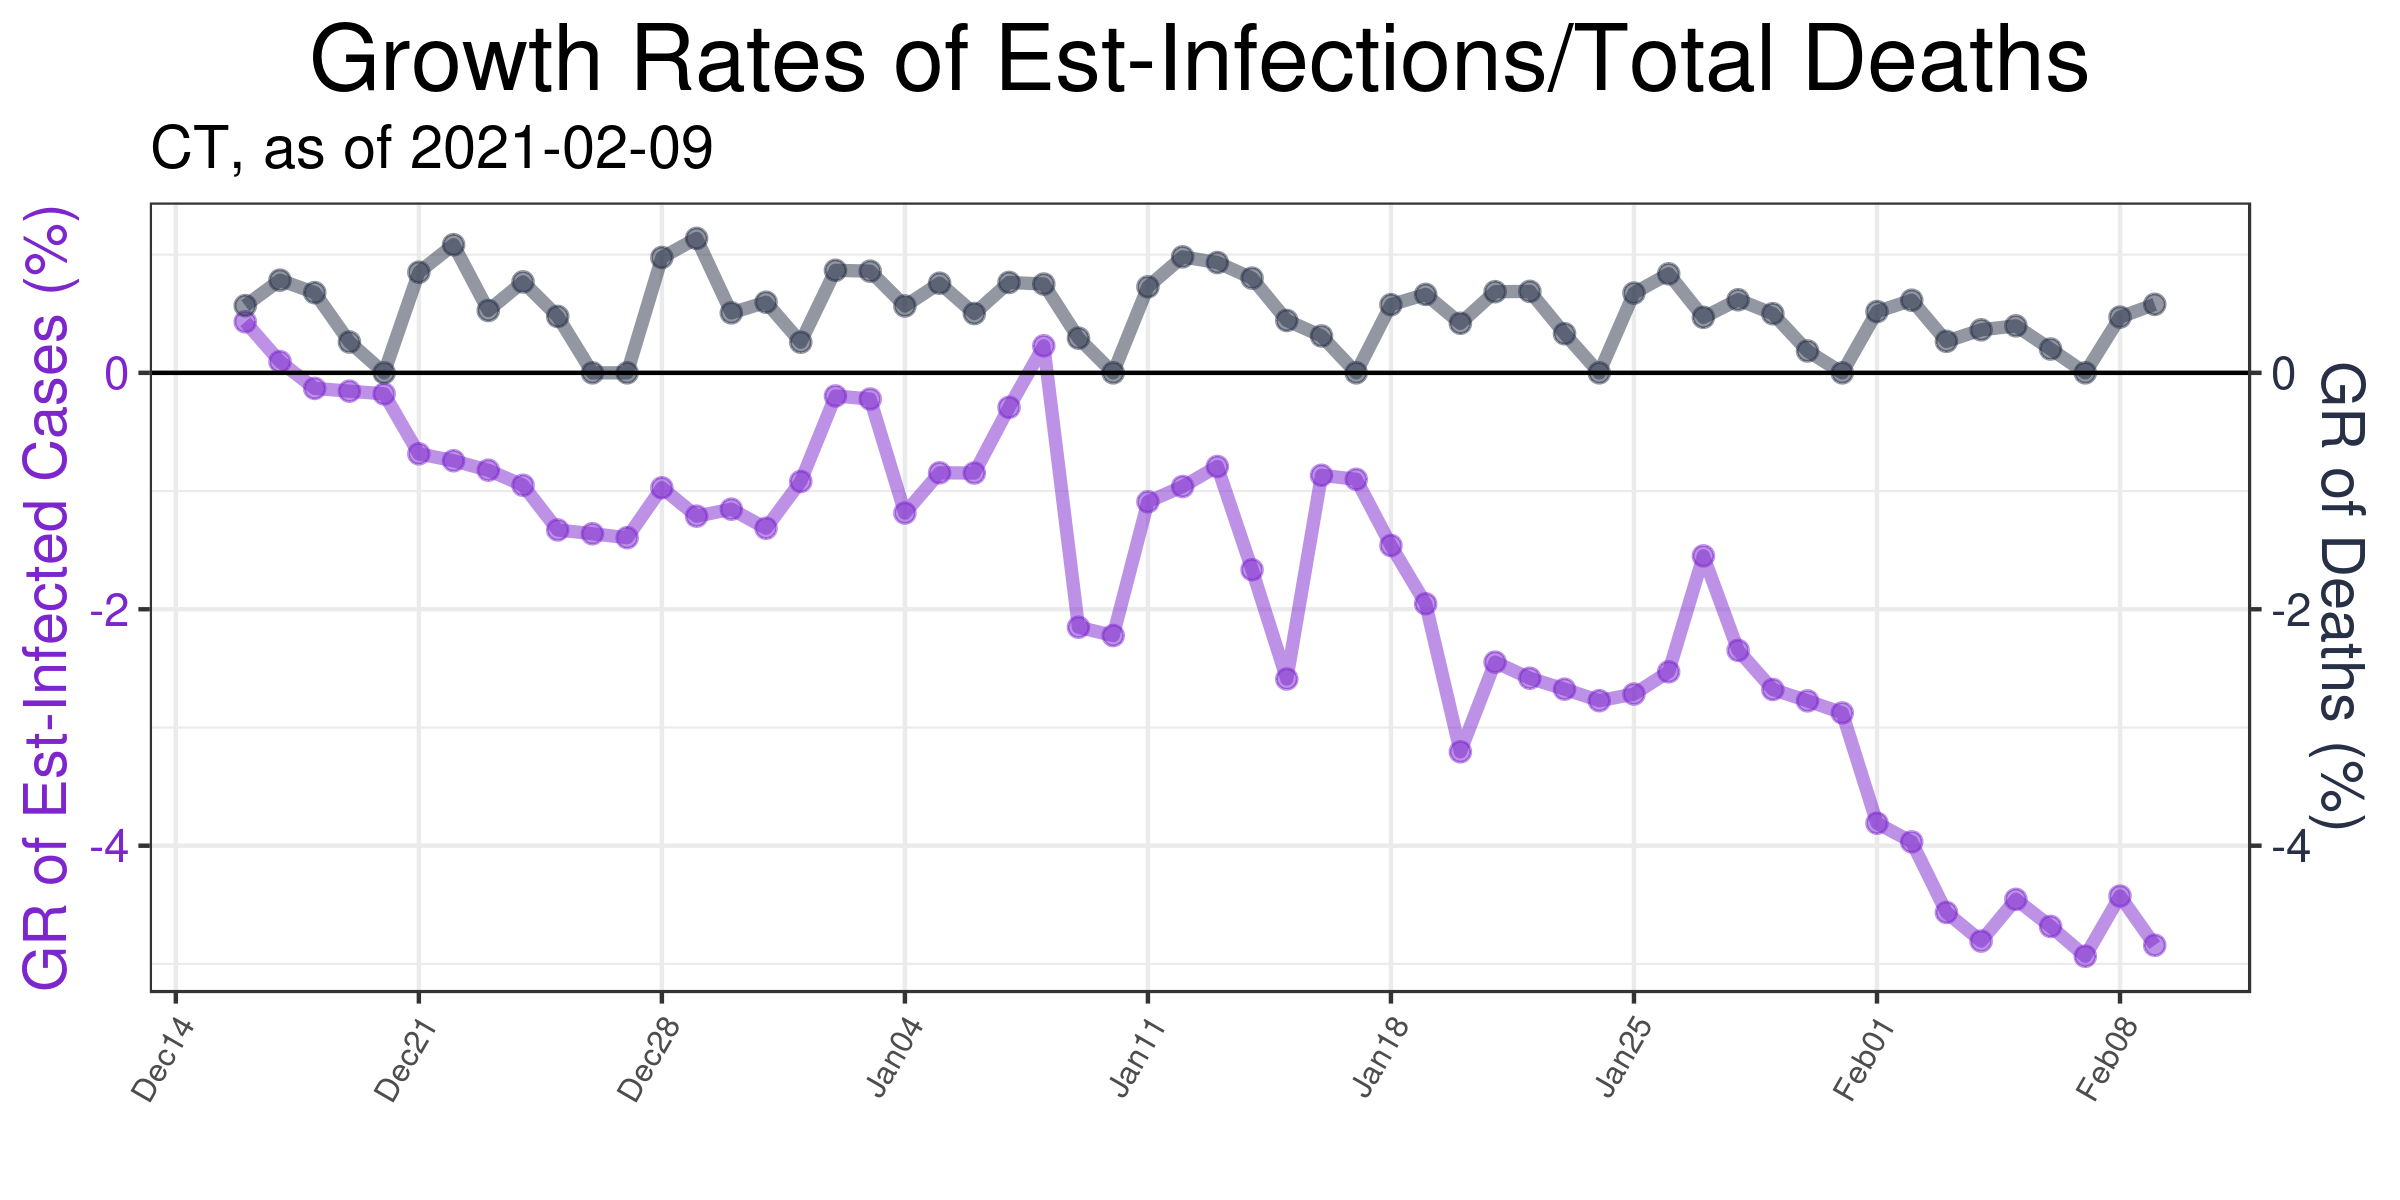 Growth Rates of Est-Infections/Total Deaths
CT, as of 2021-02-09
GR of Est-Infected Cases (%)
0
-2
-4
0
-2
-4
GR of Deaths (%)
Dec14
Dec21
Dec28
Jan04
Jan11
Jan18
Jan25
Feb01
Feb08